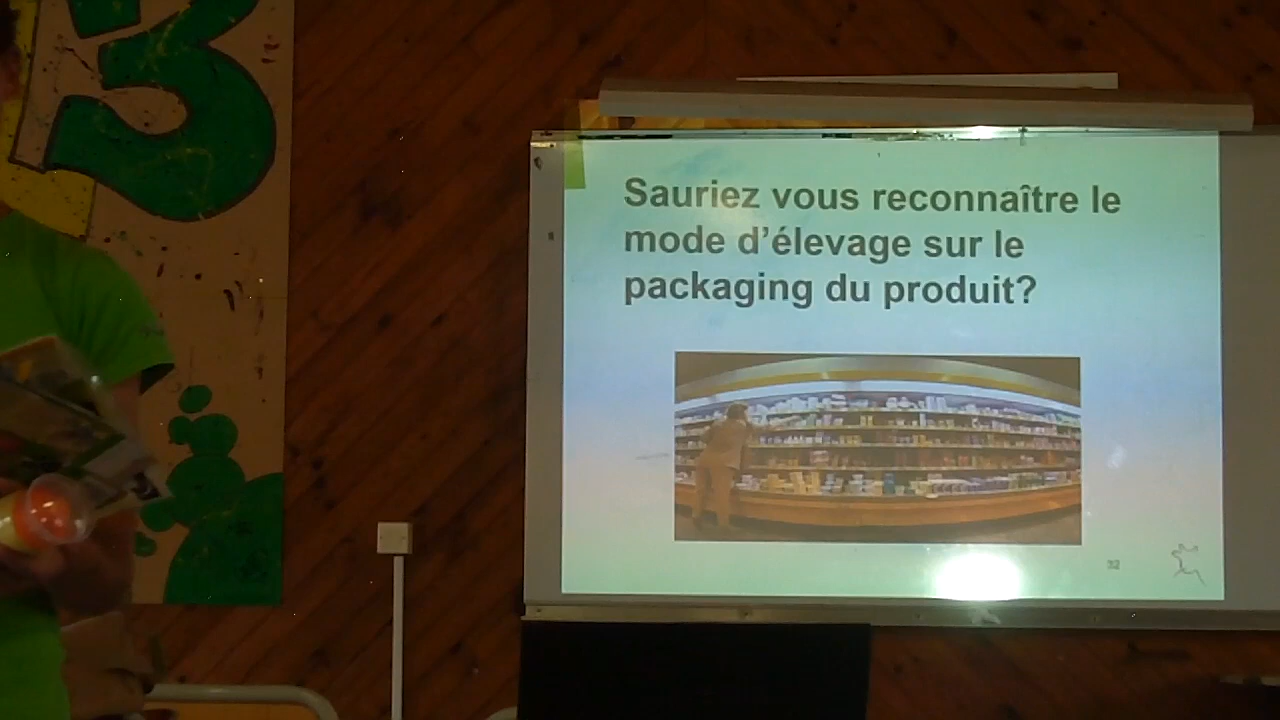 Sauriez vous reconnaître le
mode d’élevage sur le
packaging du produit?
32